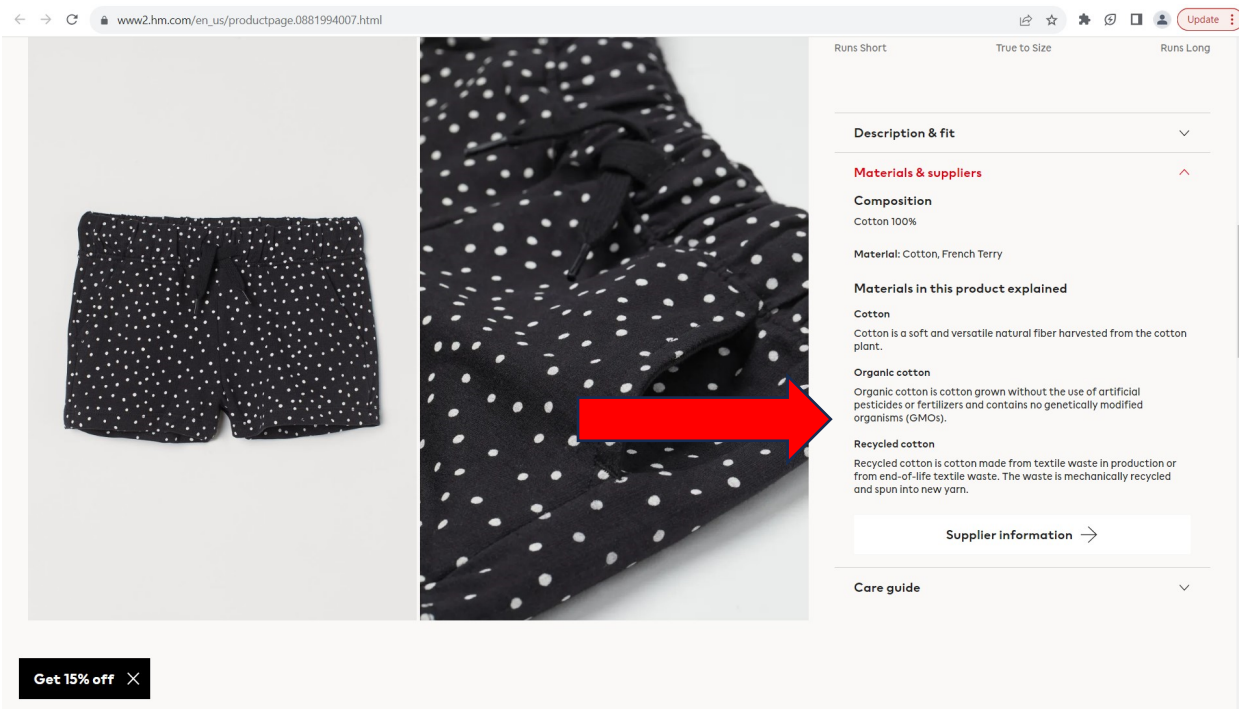 www2.hm.com/en_us/productpage.0881994007.html
Update
Runs Short True to Size Runs Long
Description & fit
Materials & suppliers
Composition
Cotton 100%
Material: Cotton, French Terry
Materials in this product explained
Cotton
Cotton is a soft and versatile natural fiber harvested from the cotton
plant.
Organic cotton
Organic cotton is cotton grown without the use of artificial
pesticides or fertilizers and contains no genetically modified
organisms (GMOs).
Recycled cotton
Recycled cotton is cotton made from textile waste in production or
from end-of-life textile waste. The waste is mechanically recycled
and spun into new yarn.
Supplier information
Care guide
Get 15% off